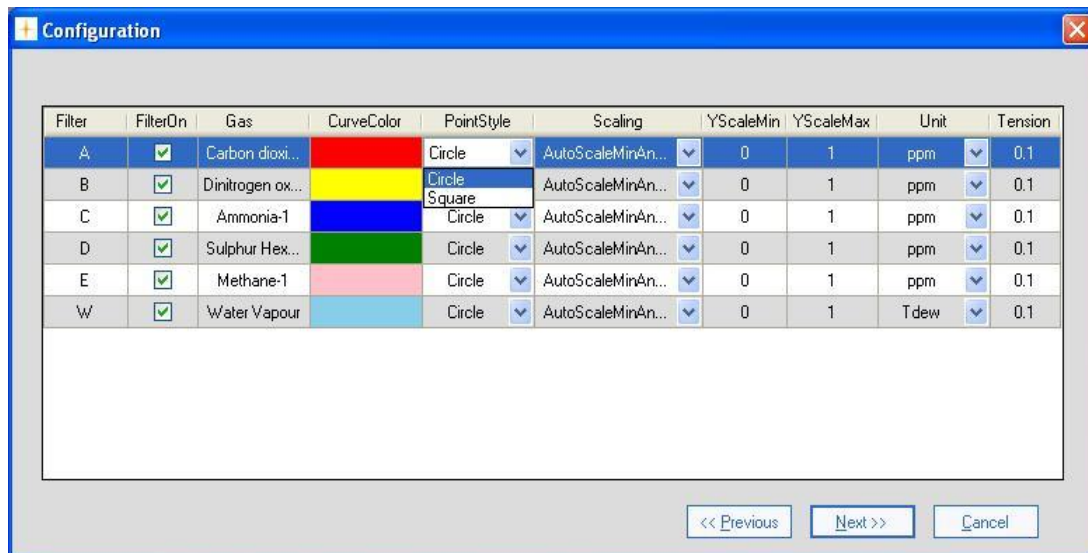 Configuration
Filter FilterOn Gas CurveColor PointStyle Scaling YScaleMin YScaleMax Unit Tension
A Carbon dioxi... Circle AutoScaleMinAn... 0 1 ppm 0.1
B Dinitrogen ox... Circle AutoScaleMinAn... 0 1 ppm 0.1
Square
C Ammonia-1 Circle AutoScaleMinAn... 0 1 ppm 0.1
D Sulphur Hex... Circle AutoScaleMinAn... 0 1 ppm 0.1
E Methane-1 Circle AutoScaleMinAn... 0 1 ppm 0.1
W Water Vapour Circle AutoScaleMinAn... 0 1 Tdew 0.1
<< Previous Next >> Cancel